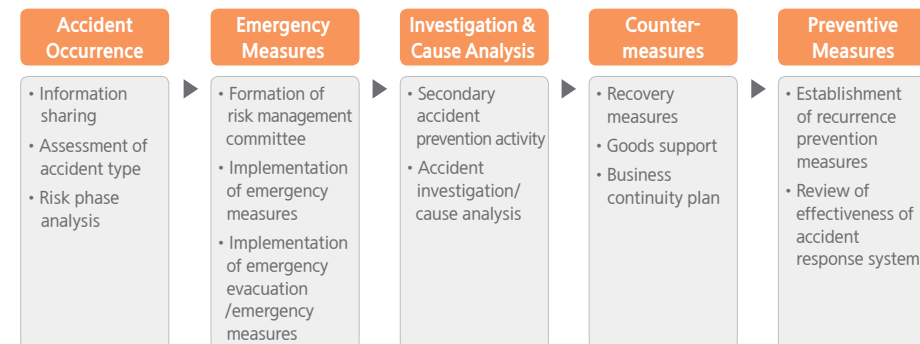 Accident
Occurrence
• Information
sharing
• Assessment of
accident type
• Risk phase
analysis
Emergency
Measures
• Formation of
risk management
committee
• Implementation
of emergency
measures
• Implementation
of emergency
evacuation
/emergency
measures
Investigation &
Cause Analysis
• Secondary
accident
prevention activity
• Accident
investigation/
cause analysis
Counter-
measures
• Recovery
measures
• Goods support
• Business
continuity plan
Preventive
Measures
• Establishment
of recurrence
prevention
measures
• Review of
effectiveness of
accident
response system